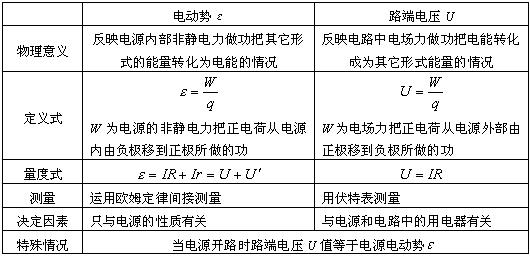 电动势 ε
路端电压 U
物理意义
反映电源内部非静电力做功把其它形
式的能量转化为电能的情况
反映电路中电场力做功把电能转化
成为其它形式能量的情况
定义式
ε = W/q
W 为电源的非静电力把正电荷从电源
内由负极移到正极所做的功
U = W/q
W 为电场力把正电荷从电源外部由
正极移到负极所做的功
量度式
ε = IR + Ir = U + U′
U = IR
测量
运用欧姆定律间接测量
用伏特表测量
决定因素
只与电源的性质有关
与电源和电路中的用电器有关
特殊情况
当电源开路时路端电压 U 值等于电源电动势 ε